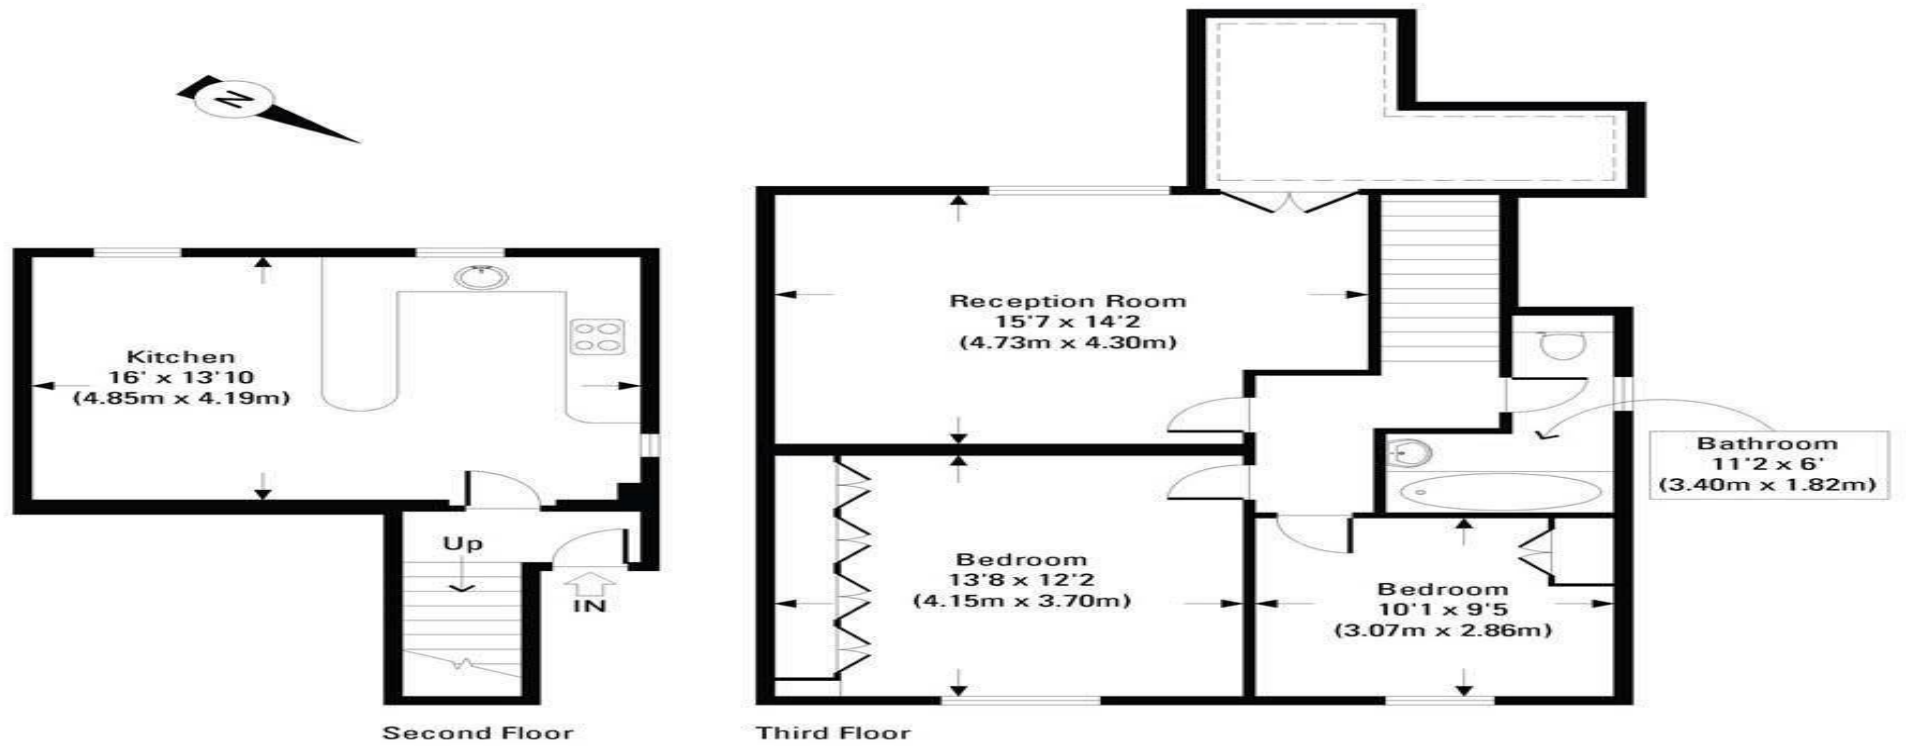 N
Kitchen
16' x 13'10
(4.85m x 4.19m)
Up
IN
Second Floor
Reception Room
15'7 x 14'2
(4.73m x 4.30m)
Bedroom
13'8 x 12'2
(4.15m x 3.70m)
Bedroom
10'1 x 9'5
(3.07m x 2.86m)
Bathroom
11'2 x 6'
(3.40m x 1.82m)
Third Floor